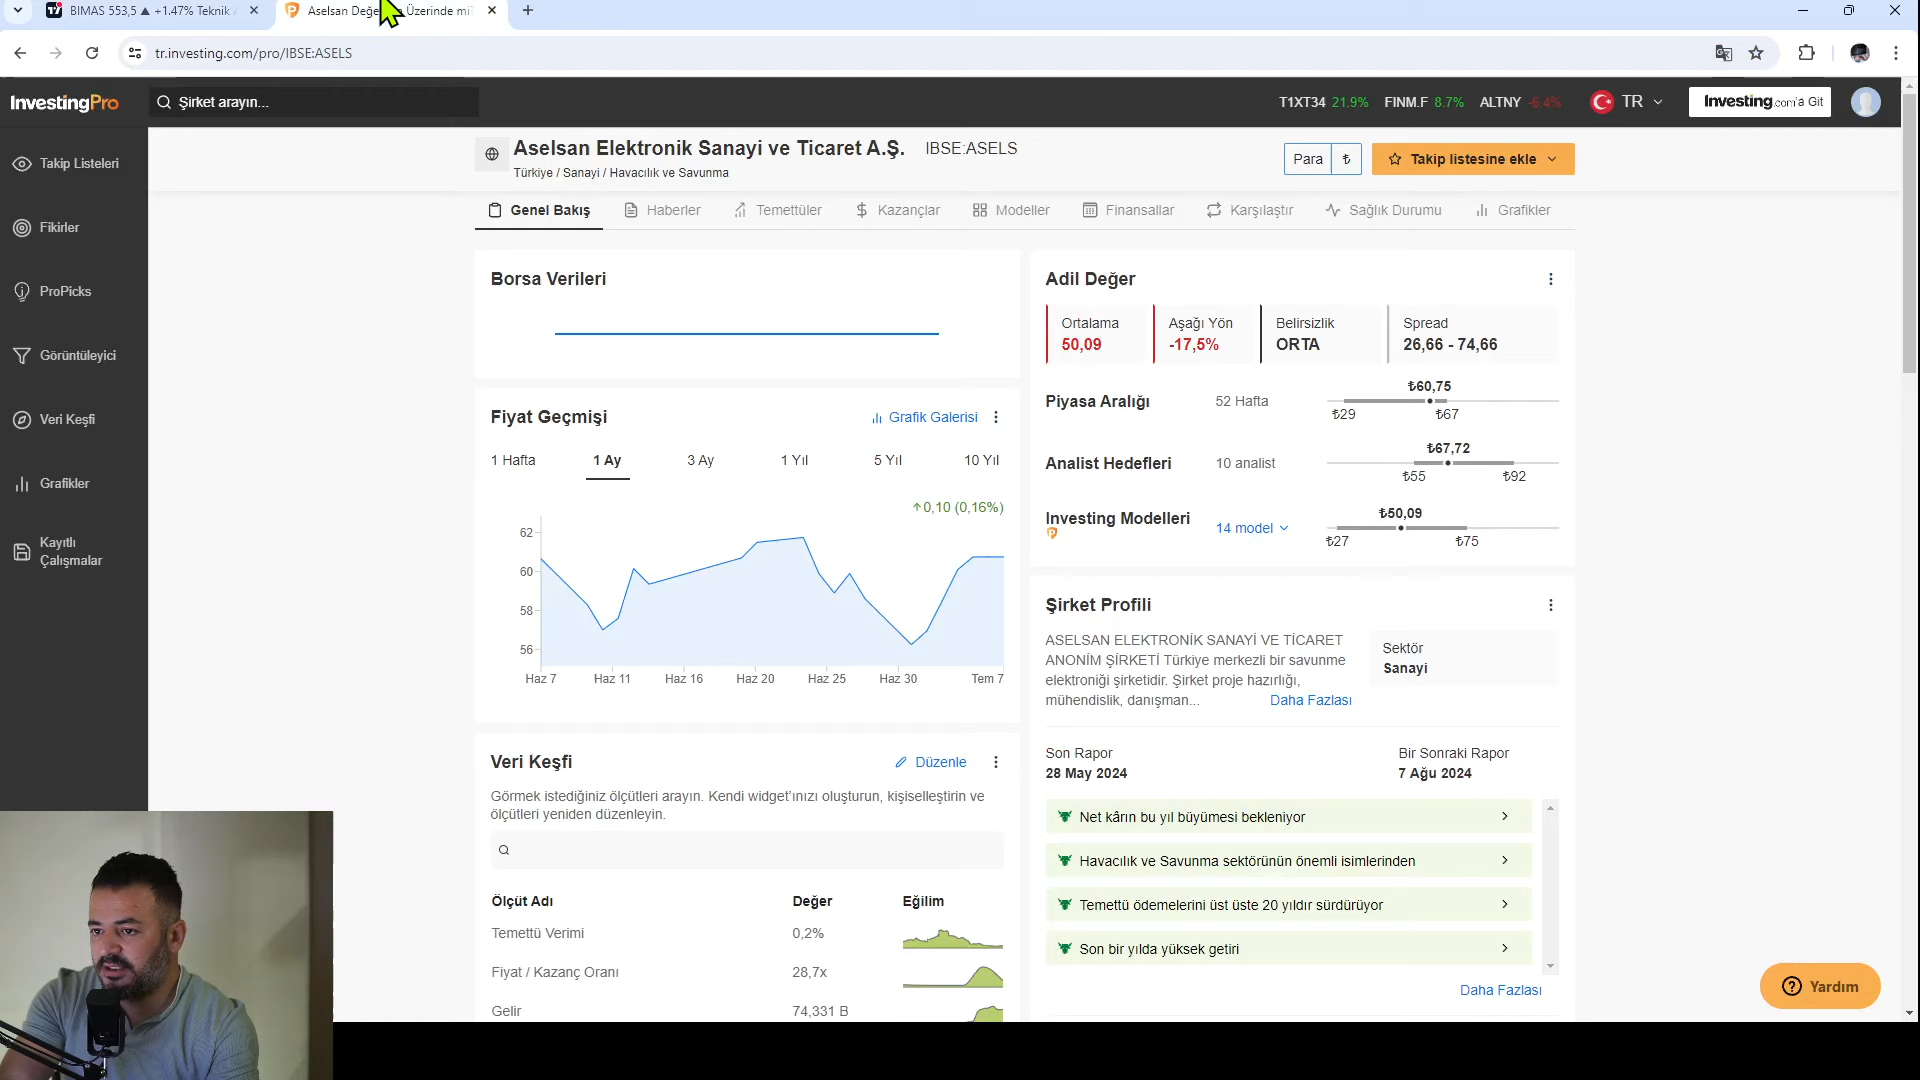 BIMAS 553,5 ▲ +1.47% Teknik
Aselsan Değe
Üzerinde mi?
tr.investing.com/pro/IBSE:ASELS
InvestingPro
Şirket arayın...
T1XT34 21.9% FINM.F 8.7% ALTNY -6.4%
TR
Investing.com'a Git
Takip Listeleri
Fikirler
ProPicks
Görüntüleyici
Veri Keşfi
Grafikler
Kayıtlı
Çalışmalar
Aselsan Elektronik Sanayi ve Ticaret A.Ş. IBSE:ASELS
Türkiye / Sanayi / Havacılık ve Savunma
Para ₺
Takip listesine ekle
Genel Bakış Haberler Temettüler Kazançlar Modeller Finansallar Karşılaştır Sağlık Durumu Grafikler
Borsa Verileri
Fiyat Geçmişi
Grafik Galerisi
1 Hafta 1 Ay 3 Ay 1 Yıl 5 Yıl 10 Yıl
↑0,10 (0,16%)
62
60
58
56
Haz 7 Haz 11 Haz 16 Haz 20 Haz 25 Haz 30 Tem 7
Veri Keşfi
Düzenle
Görmek istediğiniz ölçütleri arayın. Kendi widget'ınızı oluşturun, kişiselleştirin ve
ölçütleri yeniden düzenleyin.
Ölçüt Adı Değer Eğilim
Temettü Verimi 0,2%
Fiyat / Kazanç Oranı 28,7x
Gelir 74,331 B
Adil Değer
Ortalama Aşağı Yön Belirsizlik Spread
50,09 -17,5% ORTA 26,66 - 74,66
₺60,75
Piyasa Aralığı 52 Hafta
₺29 ₺67
₺67,72
Analist Hedefleri 10 analist
₺55 ₺92
₺50,09
Investing Modelleri 14 model
₺27 ₺75
Şirket Profili
ASELSAN ELEKTRONİK SANAYİ VE TİCARET
ANONİM ŞİRKETİ Türkiye merkezli bir savunma
elektroniği şirketidir. Şirket proje hazırlığı,
mühendislik, danışman... Daha Fazlası
Sektör
Sanayi
Son Rapor Bir Sonraki Rapor
28 May 2024 7 Ağu 2024
Net kârın bu yıl büyümesi bekleniyor
Havacılık ve Savunma sektörünün önemli isimlerinden
Temettü ödemelerini üst üste 20 yıldır sürdürüyor
Son bir yılda yüksek getiri
Daha Fazlası
Yardım